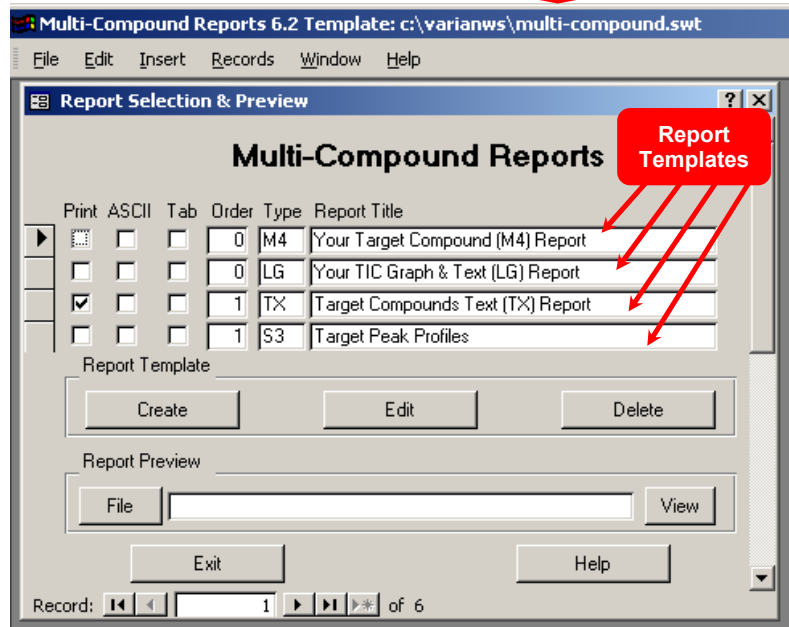 Multi-Compound Reports 6.2 Template: c:\varianws\multi-compound.swt
File Edit Insert Records Window Help
Report Selection & Preview
Multi-Compound Reports
Report
Templates
Print ASCII Tab Order Type Report Title
0 M4 Your Target Compound (M4) Report
0 LG Your TIC Graph & Text (LG) Report
1 TX Target Compounds Text (TX) Report
1 S3 Target Peak Profiles
Report Template
Create Edit Delete
Report Preview
File View
Exit Help
Record: 1 of 6